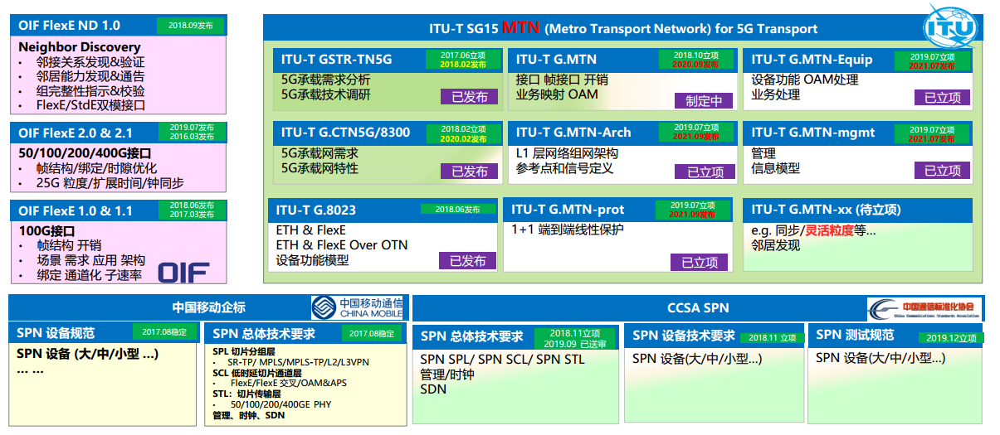 OIF FlexE ND 1.0
2018.09发布
Neighbor Discovery
• 邻接关系发现&验证
• 邻居能力发现&通告
• 组完整性指示&校验
• FlexE/StdE双模接口
OIF FlexE 2.0 & 2.1
2019.07发布
2016.03发布
50/100/200/400G接口
• 帧结构/绑定/时隙优化
• 25G 粒度/扩展时间/钟同步
OIF FlexE 1.0 & 1.1
2018.06发布
2017.03发布
100G接口
• 帧结构 开销
• 场景 需求 应用 架构
• 绑定 通道化 子速率
OIF
ITU-T SG15 MTN (Metro Transport Network) for 5G Transport
ITU
ITU-T GSTR-TN5G
2017.06立项
2018.02发布
5G承载需求分析
5G承载技术调研
已发布
ITU-T G.MTN
2018.10立项
2020.09发布
接口 帧接口 开销
业务映射 OAM
制定中
ITU-T G.MTN-Equip
2019.07立项
2021.07发布
设备功能 OAM处理
业务处理
已立项
ITU-T G.CTN5G/8300
2018.02立项
2020.02发布
5G承载网需求
5G承载网特性
已发布
ITU-T G.MTN-Arch
2019.07立项
2021.09发布
L1 层网络组网架构
参考点和信号定义
已立项
ITU-T G.MTN-mgmt
2019.07立项
2021.07发布
管理
信息模型
已立项
ITU-T G.8023
2018.06发布
ETH & FlexE
ETH & FlexE Over OTN
设备功能模型
已发布
ITU-T G.MTN-prot
2019.07立项
2021.09发布
1+1 端到端线性保护
已立项
ITU-T G.MTN-xx (待立项)
e.g. 同步/灵活粒度等...
邻居发现
中国移动企标
中国移动通信
CHINA MOBILE
SPN 设备规范
2017.08稳定
SPN 设备 (大/中/小型 ...)
... ...
SPN 总体技术要求
2017.08稳定
SPL 切片分组层
• SR-TP/ MPLS/MPLS-TP/L2/L3VPN
SCL 低时延切片通道层
• FlexE/FlexE 交叉/OAM&APS
STL：切片传输层
• 50/100/200/400GE PHY
管理、时钟、SDN
CCSA SPN
中国通信标准化协会
China Communications Standards Association
SPN 总体技术要求
2018.11立项
2019.09 已送审
SPN SPL/ SPN SCL/ SPN STL
管理/时钟
SDN
SPN 设备技术要求
2018.11 立项
SPN 设备(大/中/小型...)
SPN 测试规范
2019.12立项
SPN 设备(大/中/小型...)